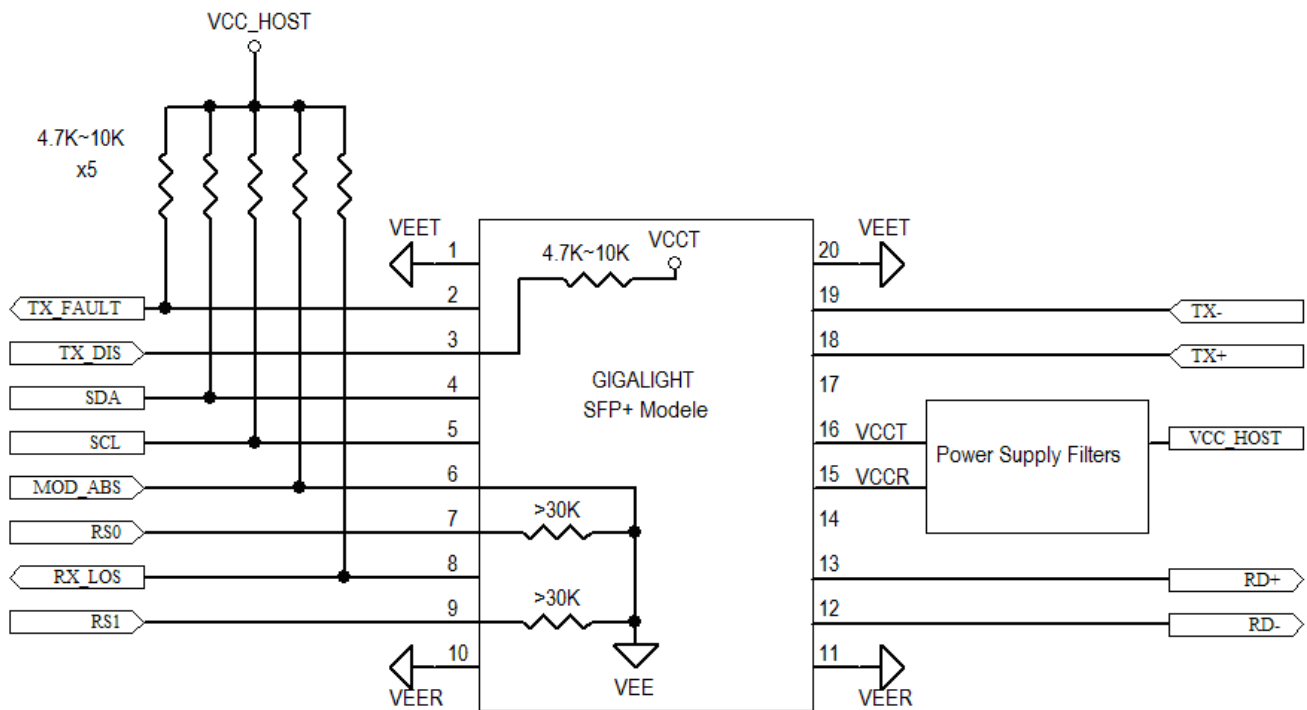 VCC_HOST
4.7K~10K
x5
VEET
1
2
3
4
5
6
7
8
9
10
VEER
TX_FAULT
TX_DIS
SDA
SCL
MOD_ABS
RS0
RX_LOS
RS1
4.7K~10K
VCCT
GIGALIGHT
SFP+ Modele
>30K
>30K
VEE
20
VEET
19
TX-
18
TX+
17
16
VCCT
15
VCCR
Power Supply Filters
VCC_HOST
14
13
RD+
12
RD-
11
VEER